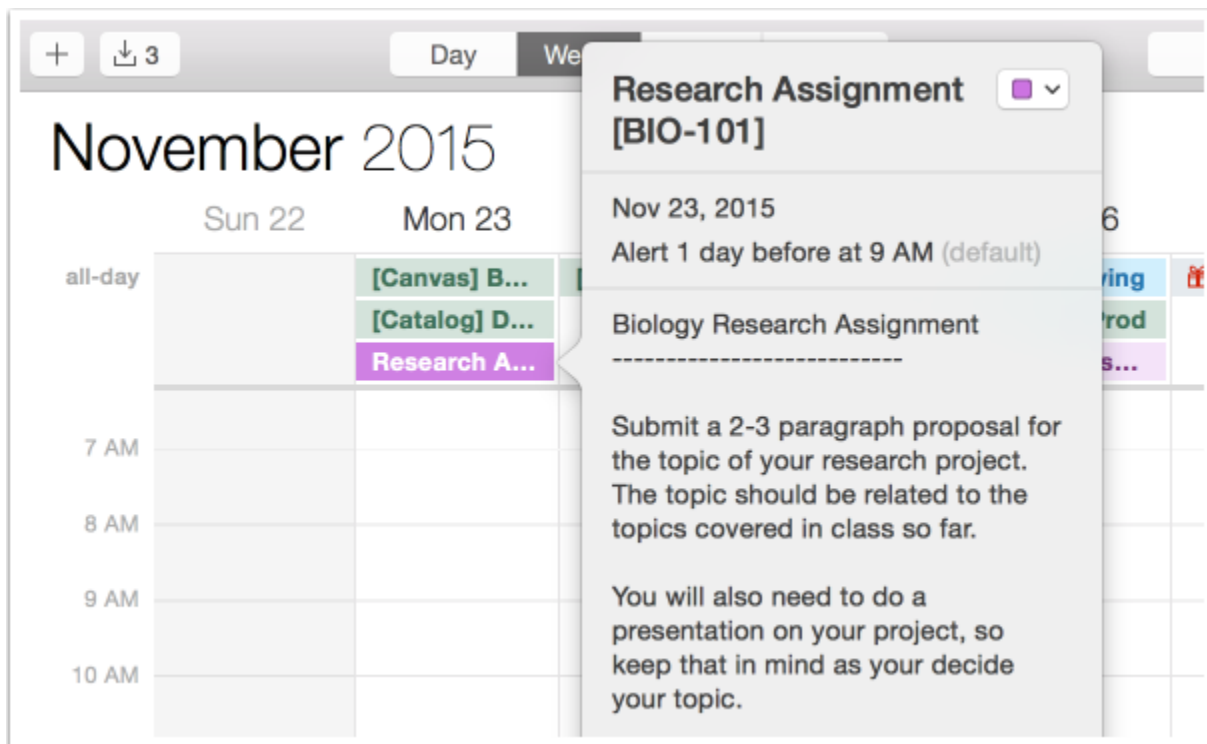 + 3 Day We
November 2015
Sun 22 Mon 23 6
all-day
[Canvas] B... [ ving
[Catalog] D... Prod
Research A... s...
7 AM
8 AM
9 AM
10 AM
Research Assignment
[BIO-101]
Nov 23, 2015
Alert 1 day before at 9 AM (default)
Biology Research Assignment
---------------------------
Submit a 2-3 paragraph proposal for
the topic of your research project.
The topic should be related to the
topics covered in class so far.
You will also need to do a
presentation on your project, so
keep that in mind as your decide
your topic.